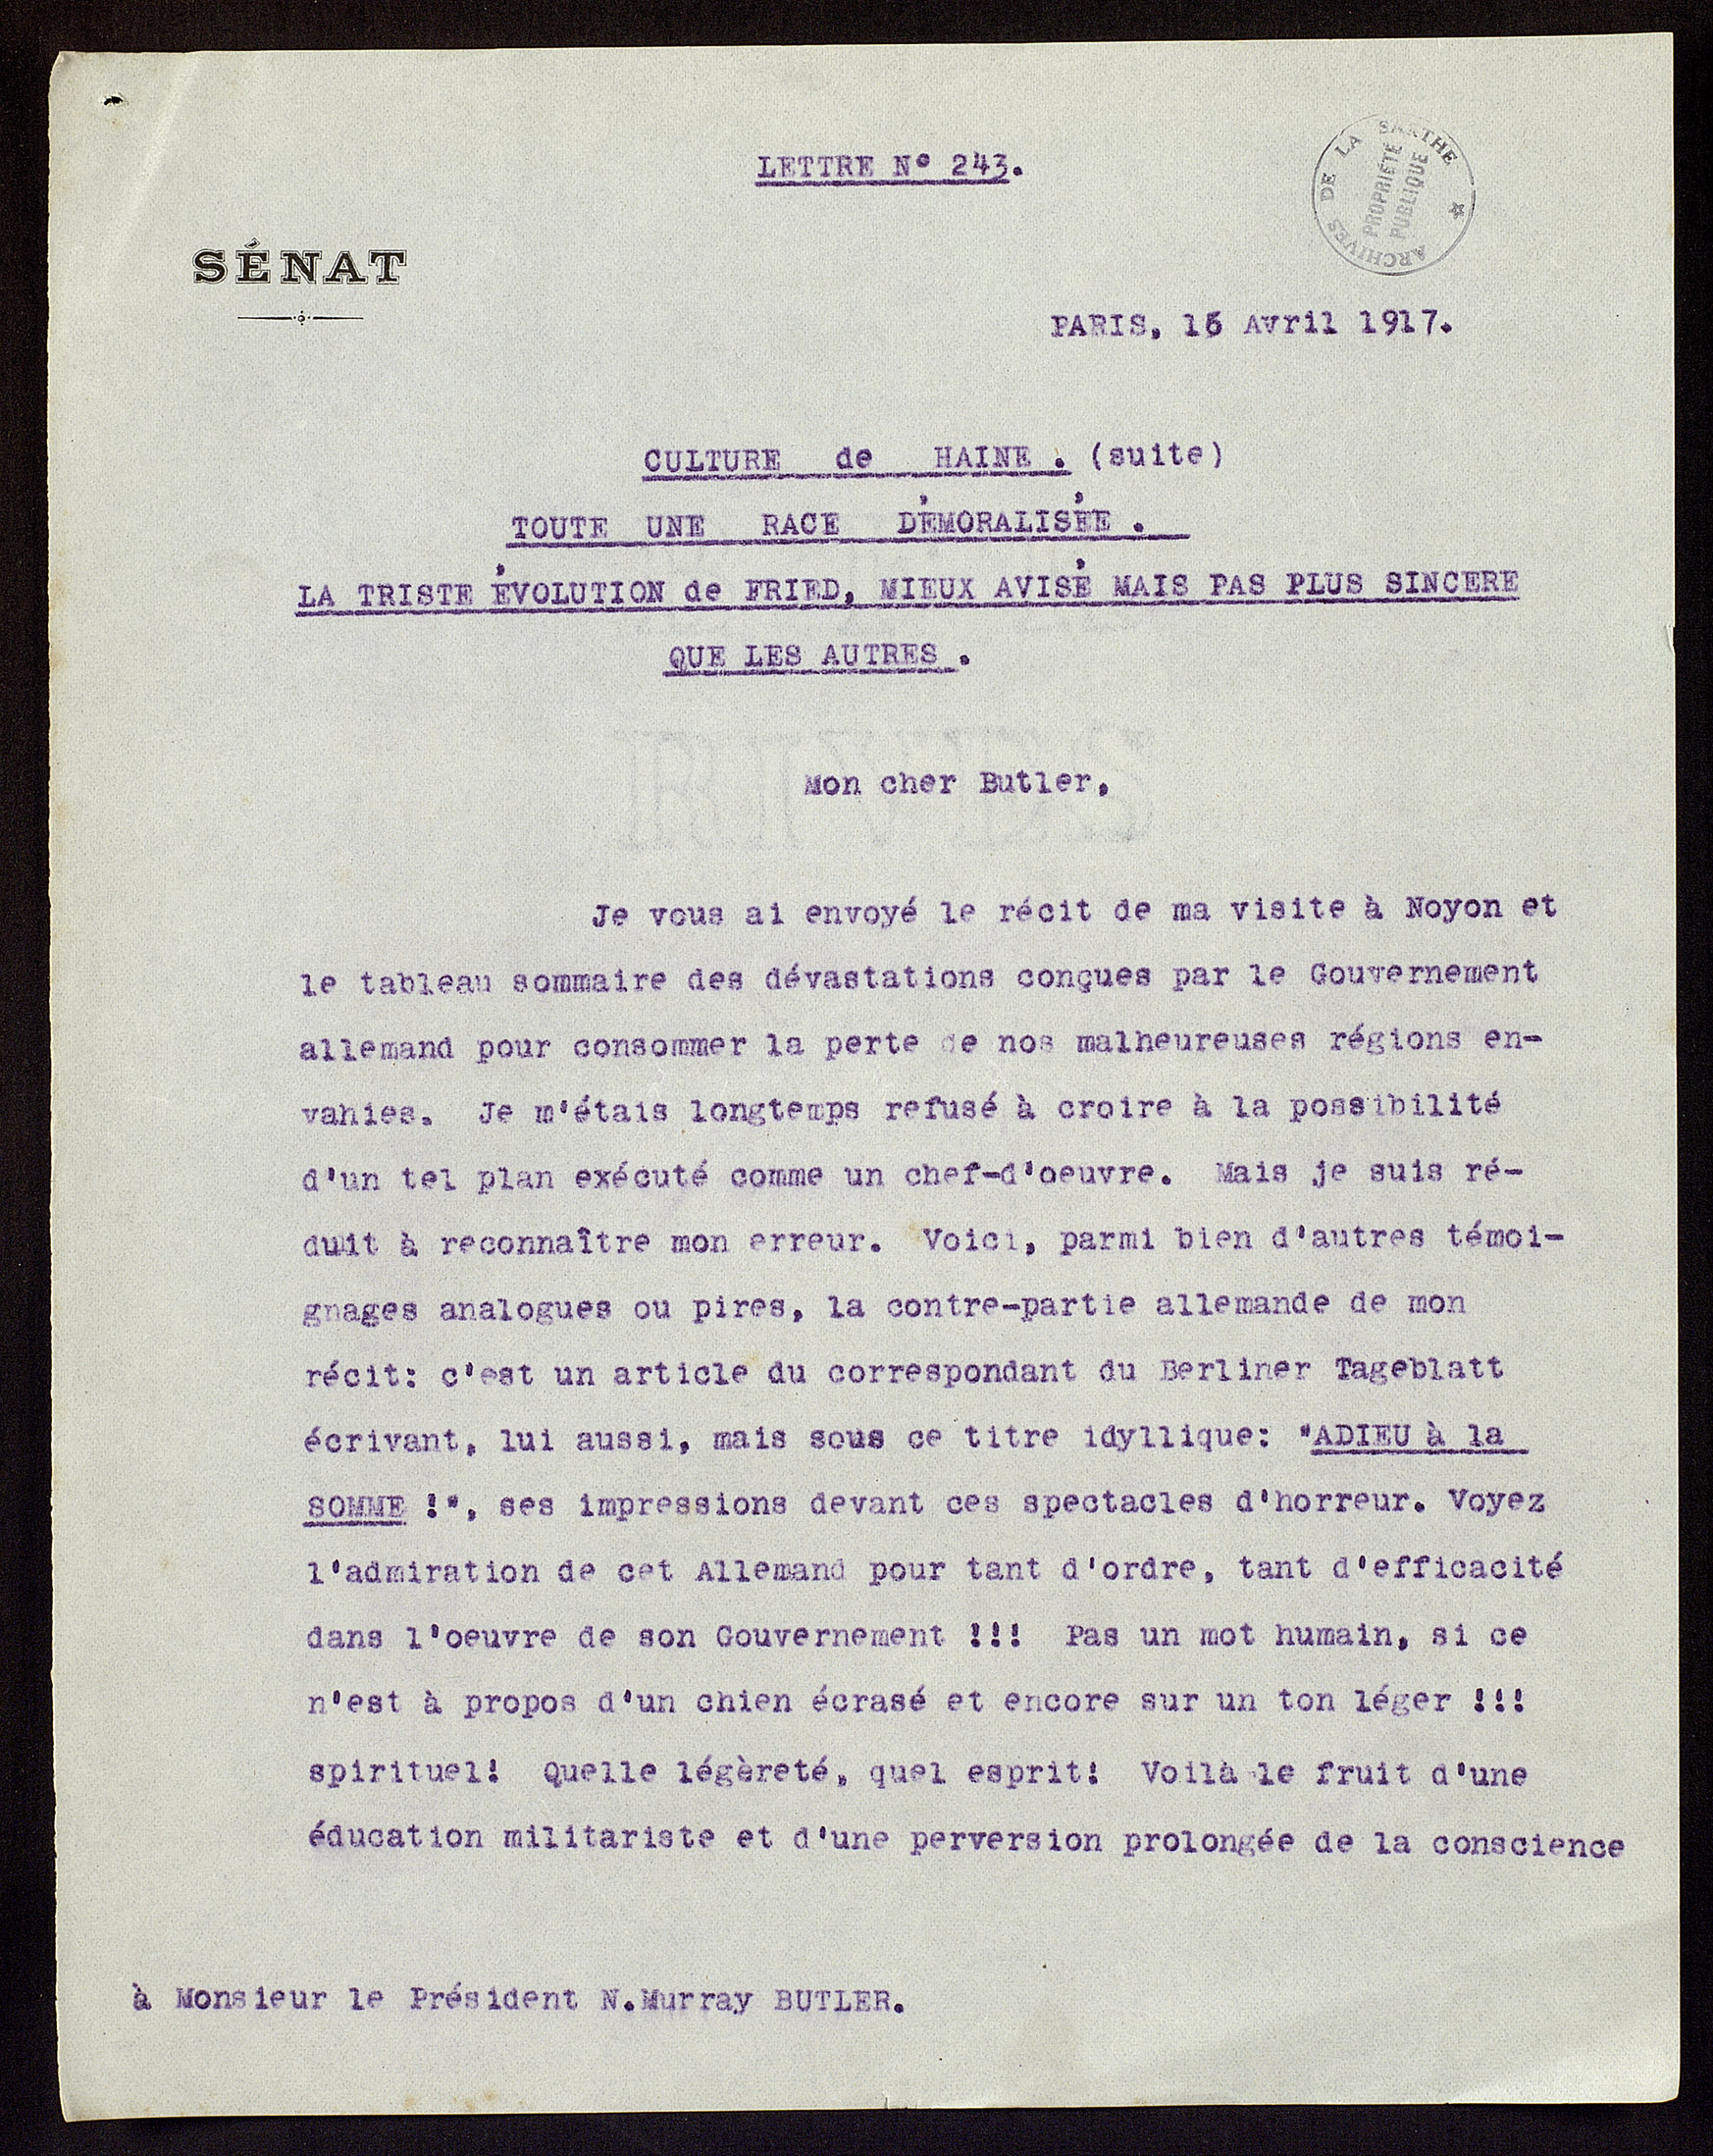 LETTRE N° 243.
ARCHIVES DE LA SARTHE
PROPRIÉTÉ
PUBLIQUE
SÉNAT
PARIS, 15 Avril 1917.
CULTURE de HAINE . (suite)
TOUTE UNE RACE DÉMORALISÉE .
LA TRISTE ÉVOLUTION de FRIED, MIEUX AVISÉ MAIS PAS PLUS SINCERE
QUE LES AUTRES .
Mon cher Butler,
Je vous ai envoyé le récit de ma visite à Noyon et
le tableau sommaire des dévastations conçues par le Gouvernement
allemand pour consommer la perte de nos malheureuses régions en-
vahies. Je m'étais longtemps refusé à croire à la possibilité
d'un tel plan exécuté comme un chef-d'oeuvre. Mais je suis ré-
duit à reconnaître mon erreur. Voici, parmi bien d'autres témoi-
gnages analogues ou pires, la contre-partie allemande de mon
récit: c'est un article du correspondant du Berliner Tageblatt
écrivant, lui aussi, mais sous ce titre idyllique: "ADIEU à la
SOMME !", ses impressions devant ces spectacles d'horreur. Voyez
l'admiration de cet Allemand pour tant d'ordre, tant d'efficacité
dans l'oeuvre de son Gouvernement !!! Pas un mot humain, si ce
n'est à propos d'un chien écrasé et encore sur un ton léger !!!
spirituel! Quelle légèreté, quel esprit! Voilà le fruit d'une
éducation militariste et d'une perversion prolongée de la conscience
à Monsieur le Président N.Murray BUTLER.